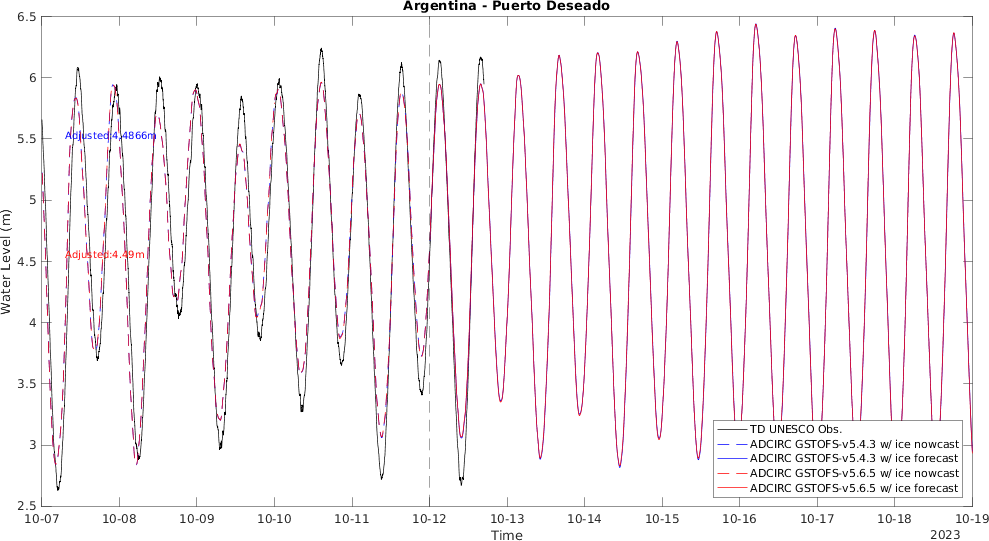 Argentina - Puerto Deseado
6.5
6
5.5
5
4.5
4
3.5
3
2.5
Water Level (m)
Adjusted:4.4866m
Adjusted:4.49m
TD UNESCO Obs.
ADCIRC GSTOFS-v5.4.3 w/ ice nowcast
ADCIRC GSTOFS-v5.4.3 w/ ice forecast
ADCIRC GSTOFS-v5.6.5 w/ ice nowcast
ADCIRC GSTOFS-v5.6.5 w/ ice forecast
10-07 10-08 10-09 10-10 10-11 10-12 10-13 10-14 10-15 10-16 10-17 10-18 10-19
Time
2023